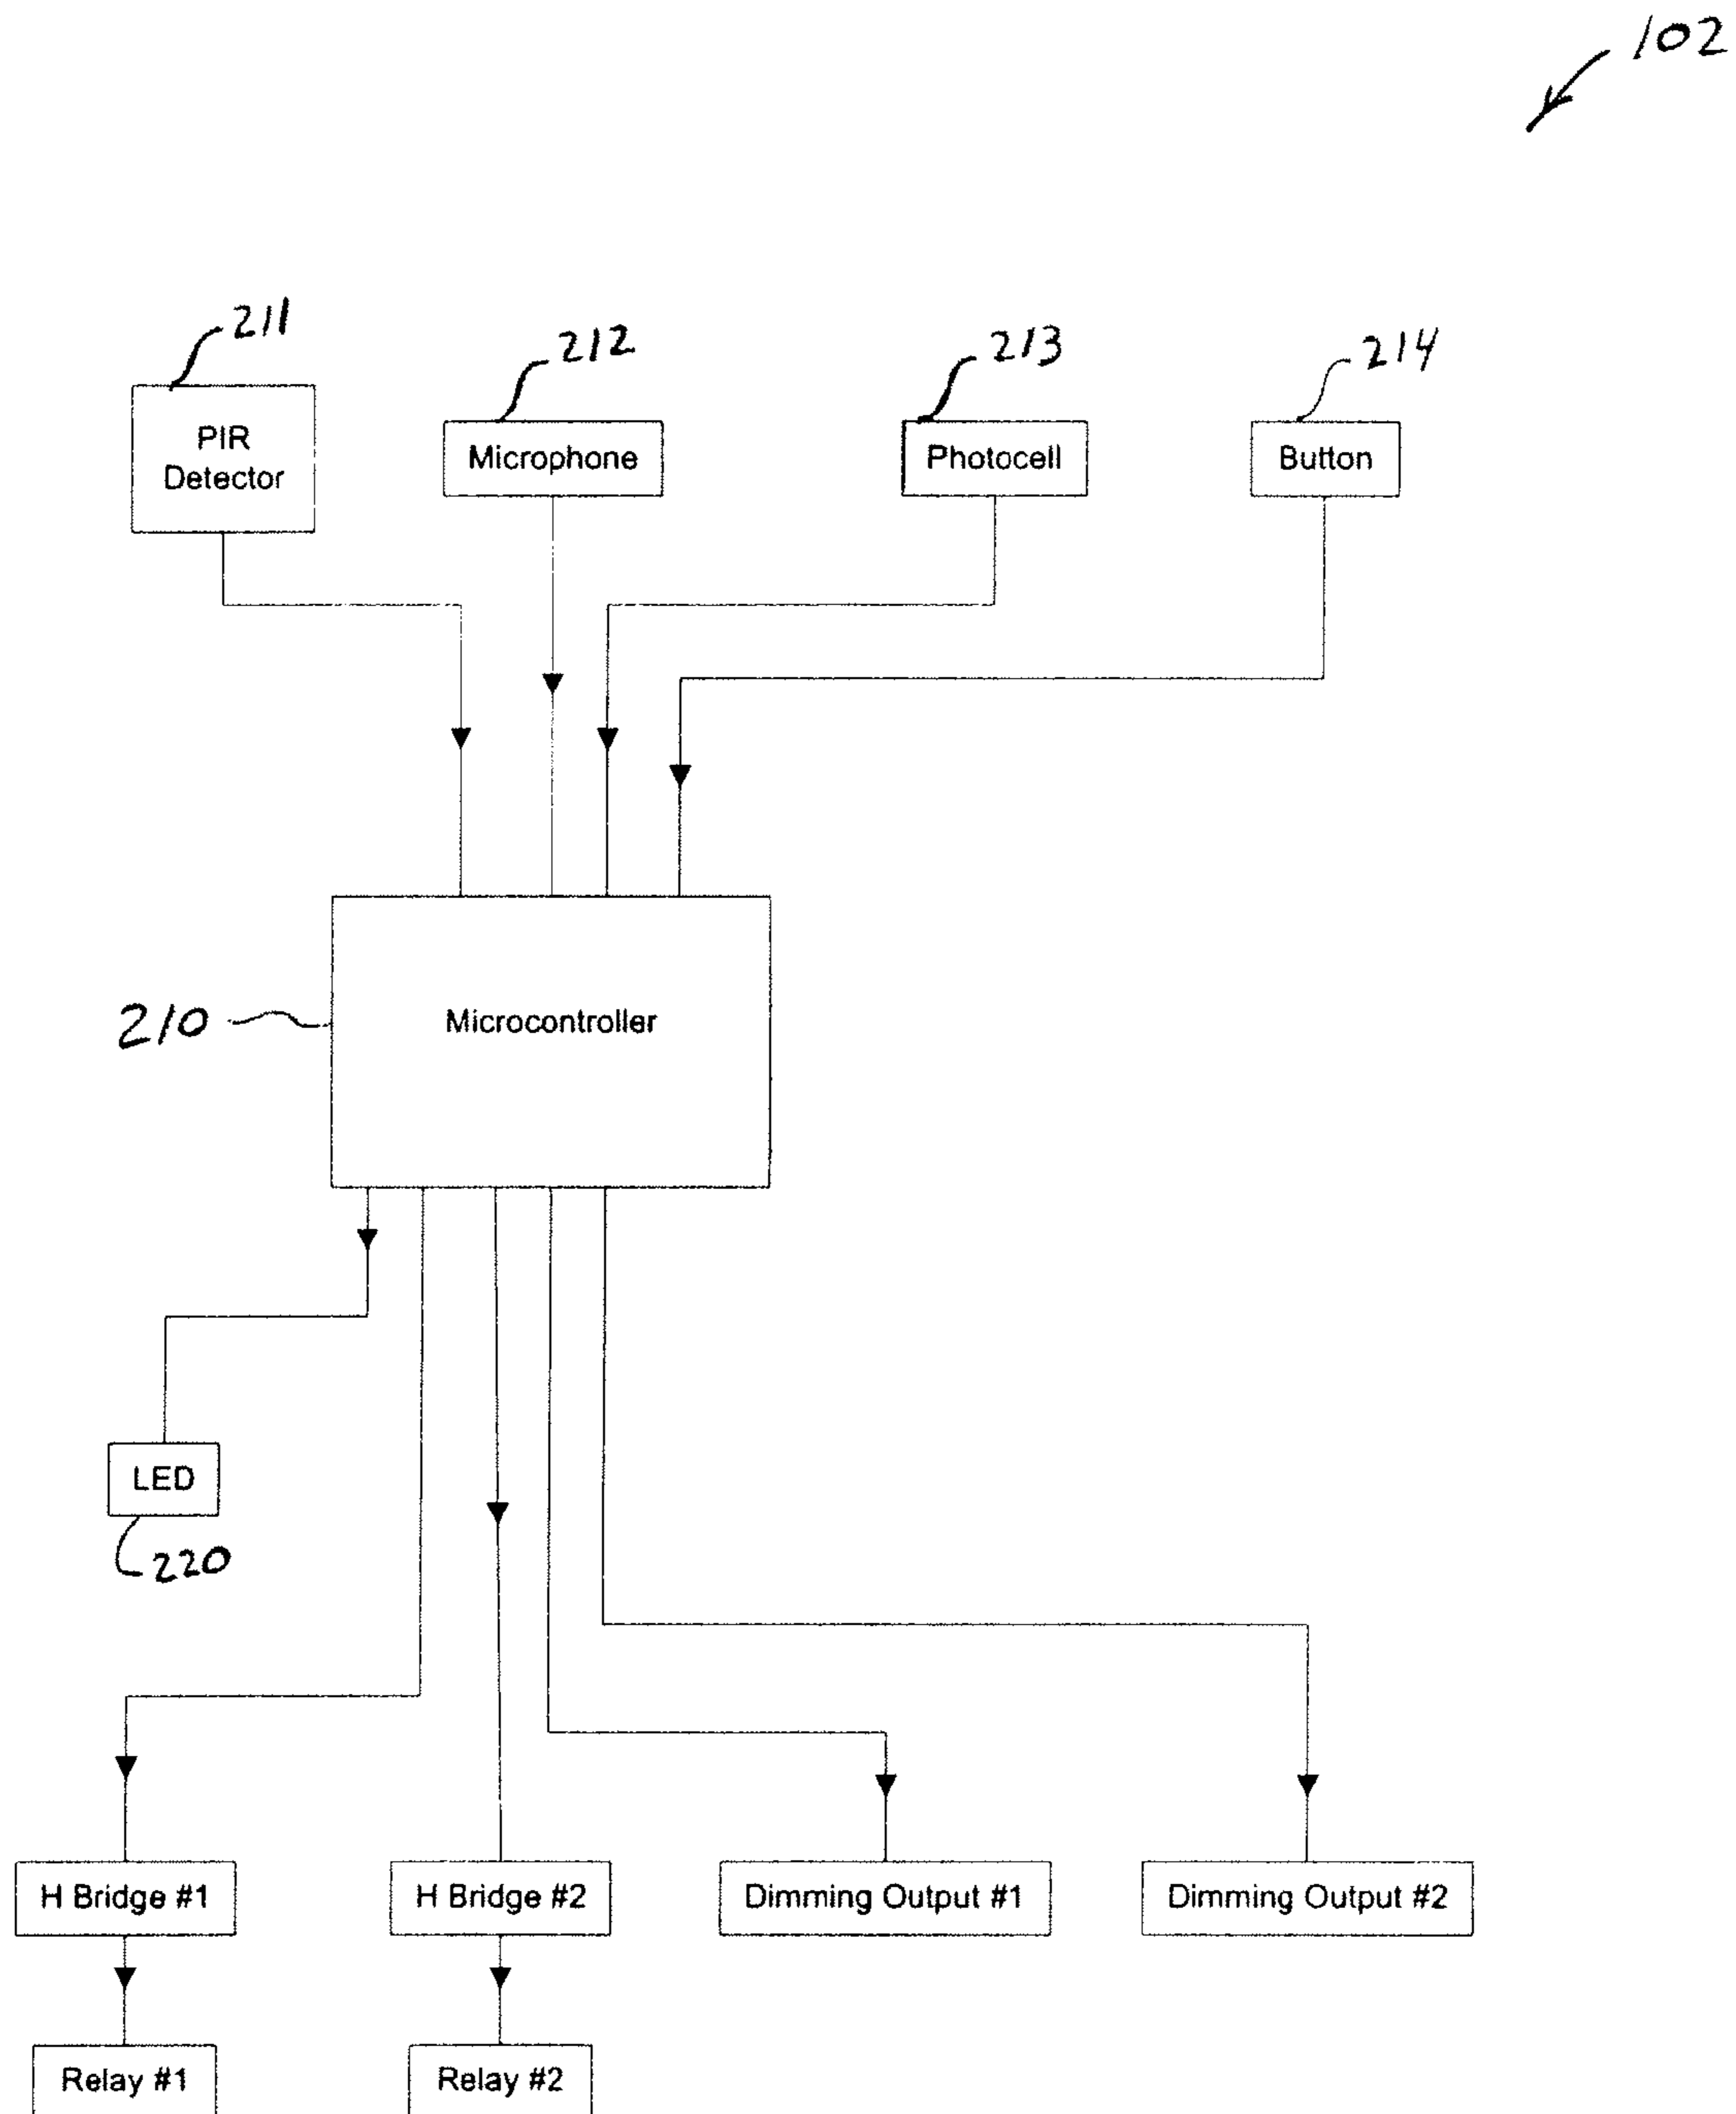 102
211
212
213
214
PIR
Detector
Microphone
Photocell
Button
210
Microcontroller
LED
220
H Bridge #1
H Bridge #2
Dimming Output #1
Dimming Output #2
Relay #1
Relay #2